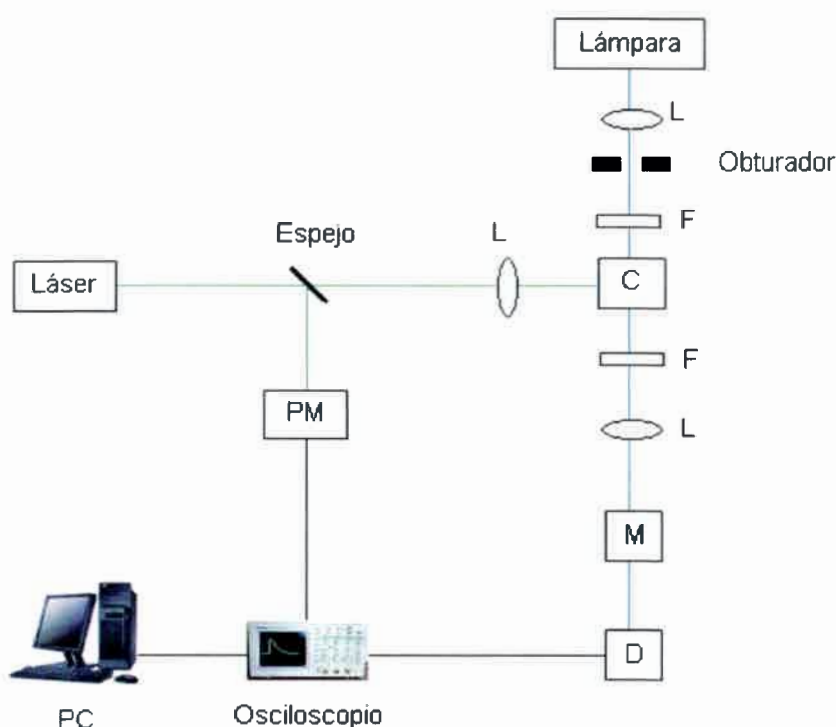 Lámpara
L
Obturador
F
Espejo
L
Láser
C
F
PM
L
M
D
PC
Osciloscopio